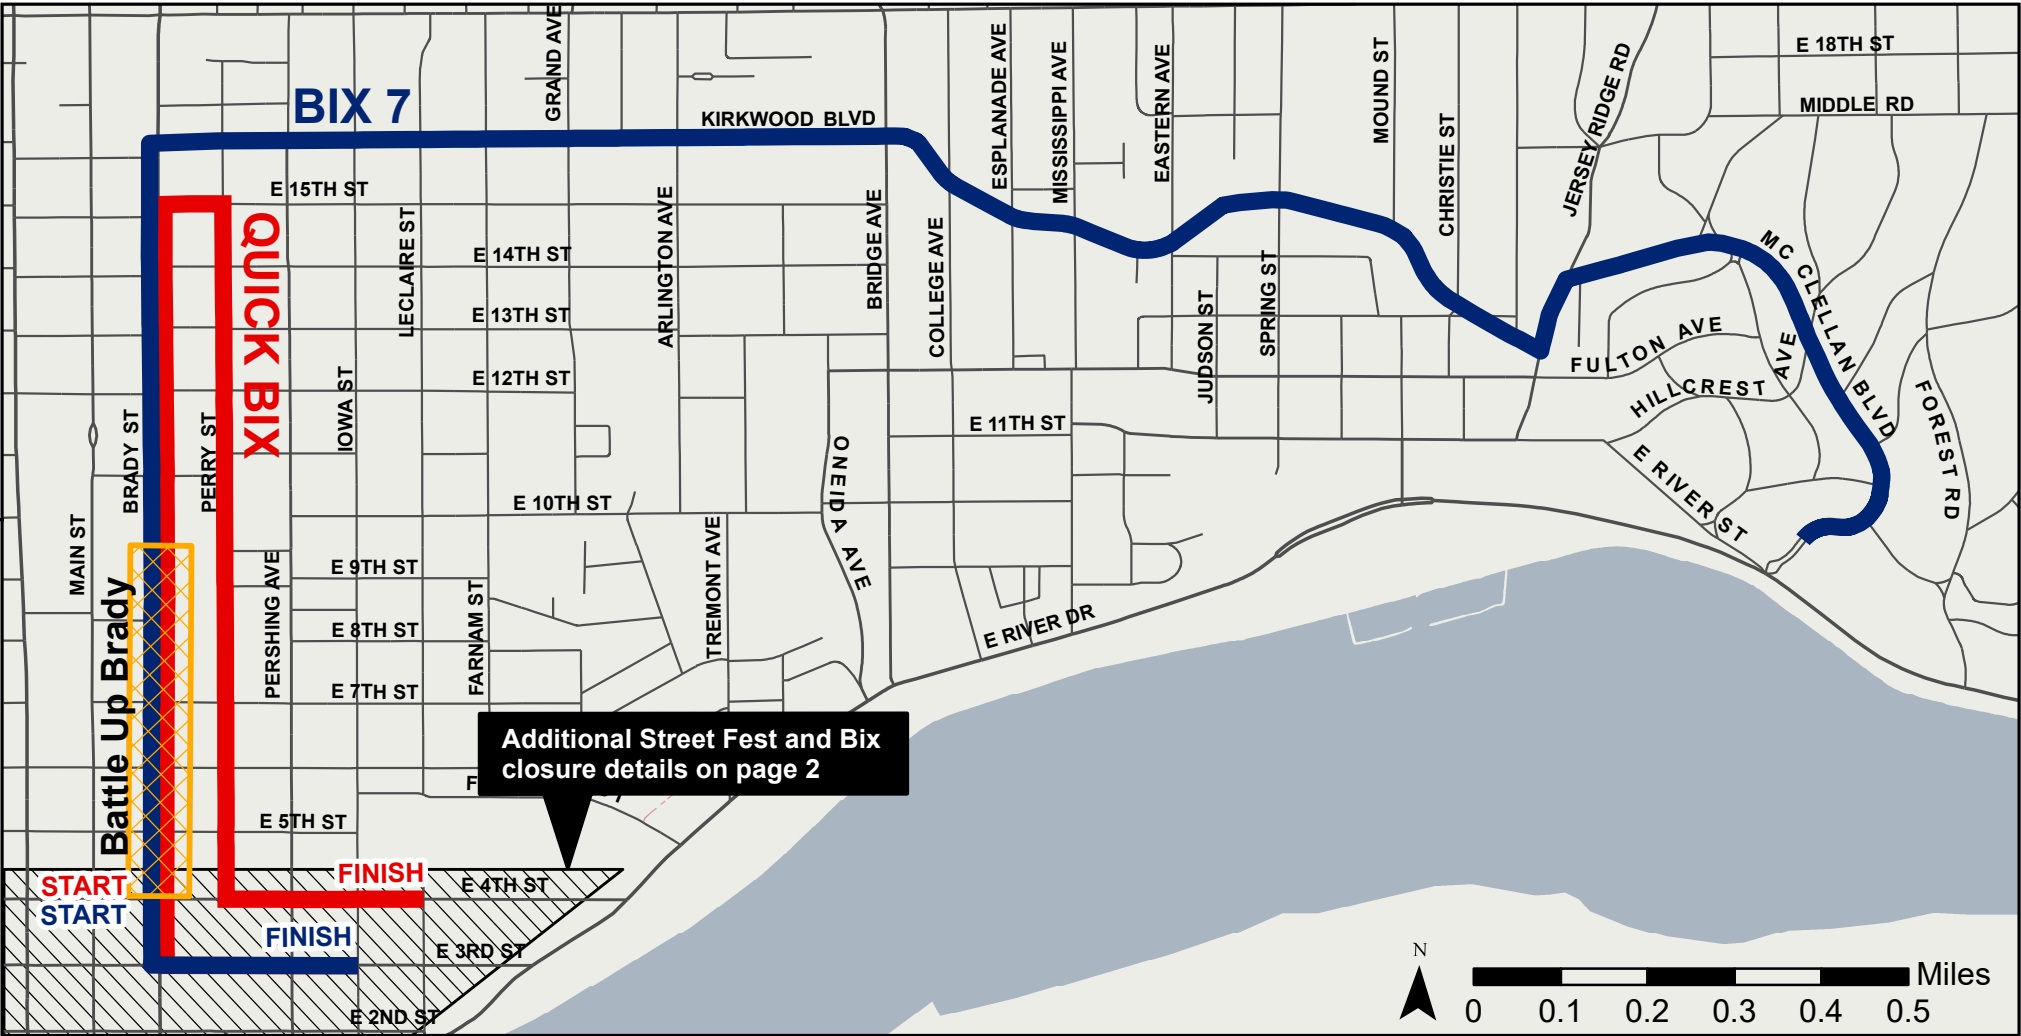 GRAND AVE
E 18TH ST
BIX 7
KIRKWOOD BLVD
ESPLANADE AVE
MISSISSIPPI AVE
EASTERN AVE
MOUND ST
CHRISTIE ST
JERSEY RIDGE RD
MIDDLE RD
E 15TH ST
QUICK BIX
LECLAIRE ST
E 14TH ST
ARLINGTON AVE
BRIDGE AVE
COLLEGE AVE
JUDSON ST
SPRING ST
MC CLELLAN BLVD
E 13TH ST
FULTON AVE
HILLCREST AVE
E 12TH ST
IOWA ST
BRADY ST
PERRY ST
E 11TH ST
ONEIDA AVE
FOREST RD
E RIVER ST
E 10TH ST
MAIN ST
TREMONT AVE
PERSHING AVE
E 9TH ST
FARNAM ST
E 8TH ST
E RIVER DR
Battle Up Brady
E 7TH ST
Additional Street Fest and Bix
closure details on page 2
E 5TH ST
START
FINISH
E 4TH ST
START
FINISH
E 3RD ST
E 2ND ST
N
Miles
0 0.1 0.2 0.3 0.4 0.5